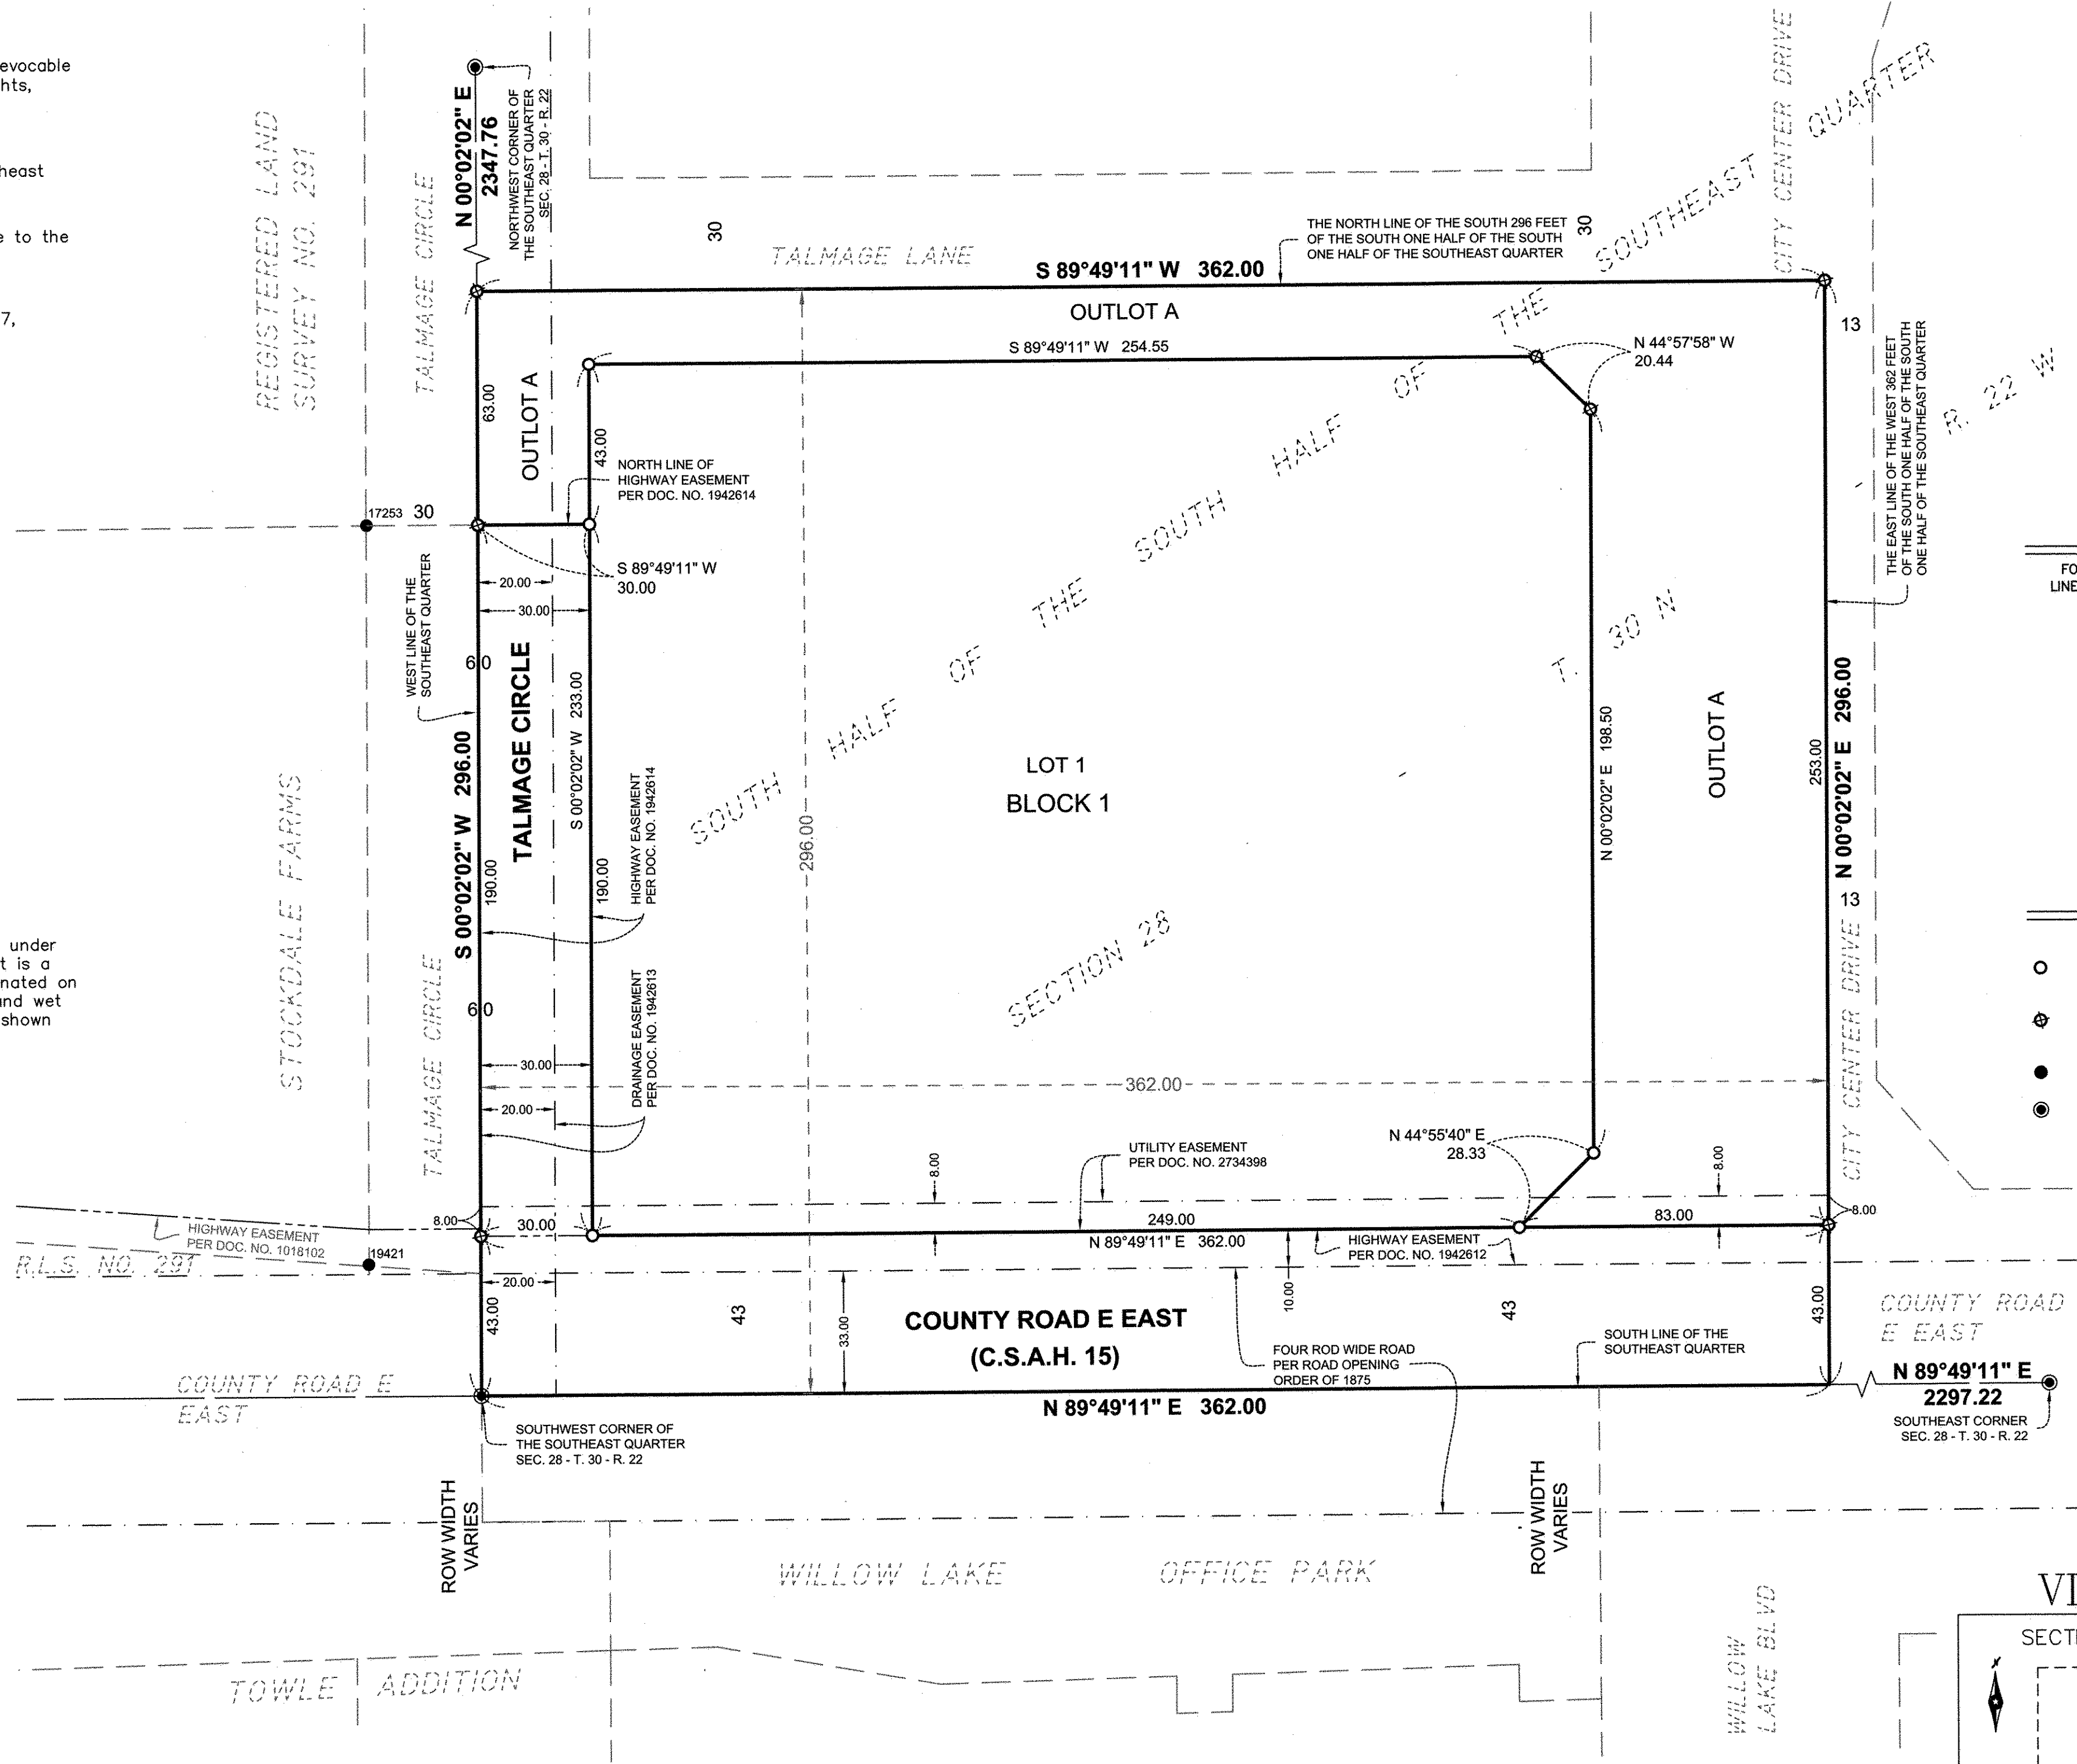 evocable
hts,
heast
e to the
7,
under
t is a
nated on
and wet
shown
REGISTERED LAND
SURVEY NO. 291
TALMAGE CIRCLE
N 00°02'02" E
2347.76
NORTHWEST CORNER OF
THE SOUTHEAST QUARTER
SEC. 28 - T. 30 - R. 22
30
TALMAGE LANE
S 89°49'11" W 362.00
THE NORTH LINE OF THE SOUTH 296 FEET
OF THE SOUTH ONE HALF OF THE SOUTH
ONE HALF OF THE SOUTHEAST QUARTER
30
CITY CENTER DRIVE
SOUTH HALF OF THE SOUTH HALF OF THE SOUTHEAST QUARTER
OUTLOT A
S 89°49'11" W 254.55
N 44°57'58" W
20.44
13
THE EAST LINE OF THE WEST 362 FEET
OF THE SOUTH ONE HALF OF THE SOUTH
ONE HALF OF THE SOUTHEAST QUARTER
R. 22 W
63.00
OUTLOT A
43.00
NORTH LINE OF
HIGHWAY EASEMENT
PER DOC. NO. 1942614
17253
30
S 89°49'11" W
30.00
20.00
30.00
WEST LINE OF THE
SOUTHEAST QUARTER
60
TALMAGE CIRCLE
S 00°02'02" W 233.00
S 00°02'02" W 296.00
190.00
190.00
HIGHWAY EASEMENT
PER DOC. NO. 1942614
296.00
LOT 1
BLOCK 1
T. 30 N
N 00°02'02" E 198.50
OUTLOT A
253.00
N 00°02'02" E 296.00
13
FO
LINE
STOCKDALE FARMS
TALMAGE CIRCLE
60
SECTION 28
DRAINAGE EASEMENT
PER DOC. NO. 1942613
30.00
20.00
362.00
CITY CENTER DRIVE
N 44°55'40" E
28.33
UTILITY EASEMENT
PER DOC. NO. 2734398
8.00
8.00
8.00
8.00
30.00
249.00
83.00
N 89°49'11" E 362.00
HIGHWAY EASEMENT
PER DOC. NO. 1942612
HIGHWAY EASEMENT
PER DOC. NO. 1018102
19421
R.L.S. NO. 291
20.00
43.00
43
33.00
10.00
43
43.00
COUNTY ROAD E EAST
(C.S.A.H. 15)
FOUR ROD WIDE ROAD
PER ROAD OPENING
ORDER OF 1875
SOUTH LINE OF THE
SOUTHEAST QUARTER
COUNTY ROAD
E EAST
COUNTY ROAD E
EAST
N 89°49'11" E 362.00
N 89°49'11" E
2297.22
SOUTHEAST CORNER
SEC. 28 - T. 30 - R. 22
SOUTHWEST CORNER OF
THE SOUTHEAST QUARTER
SEC. 28 - T. 30 - R. 22
ROW WIDTH
VARIES
ROW WIDTH
VARIES
WILLOW LAKE OFFICE PARK
WILLOW
LAKE BLVD
TOWLE ADDITION
VI
SECTI